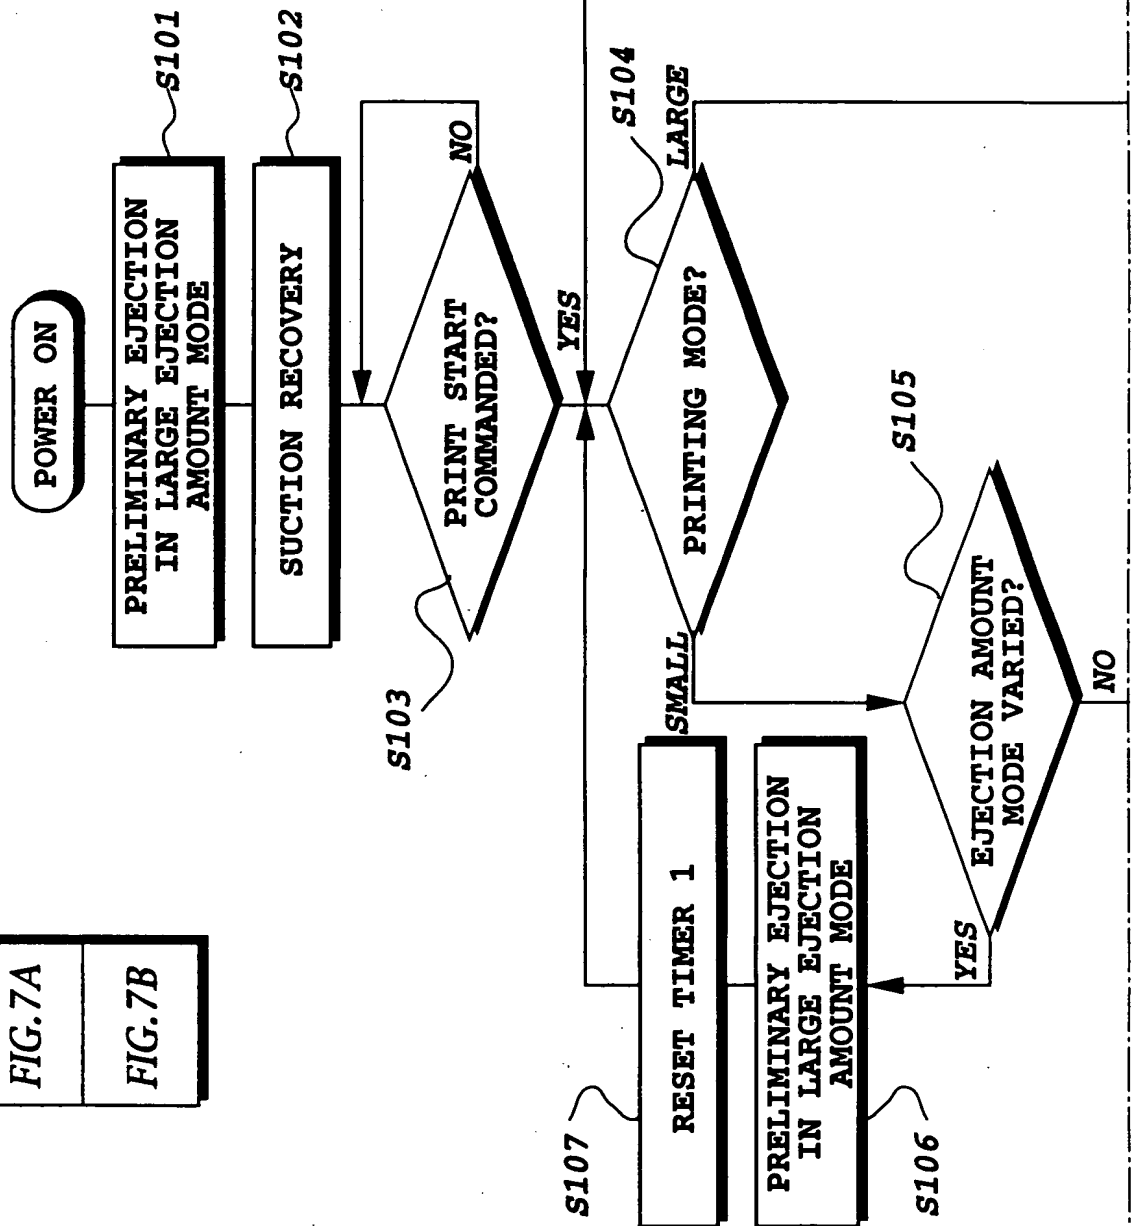 FIG.7A
FIG.7B
POWER ON
S101
PRELIMINARY EJECTION
IN LARGE EJECTION
AMOUNT MODE
S102
SUCTION RECOVERY
S103
PRINT START
COMMANDED?
NO
YES
S104
PRINTING MODE?
LARGE
SMALL
S105
EJECTION AMOUNT
MODE VARIED?
NO
YES
S107
RESET TIMER 1
PRELIMINARY EJECTION
IN LARGE EJECTION
AMOUNT MODE
S106